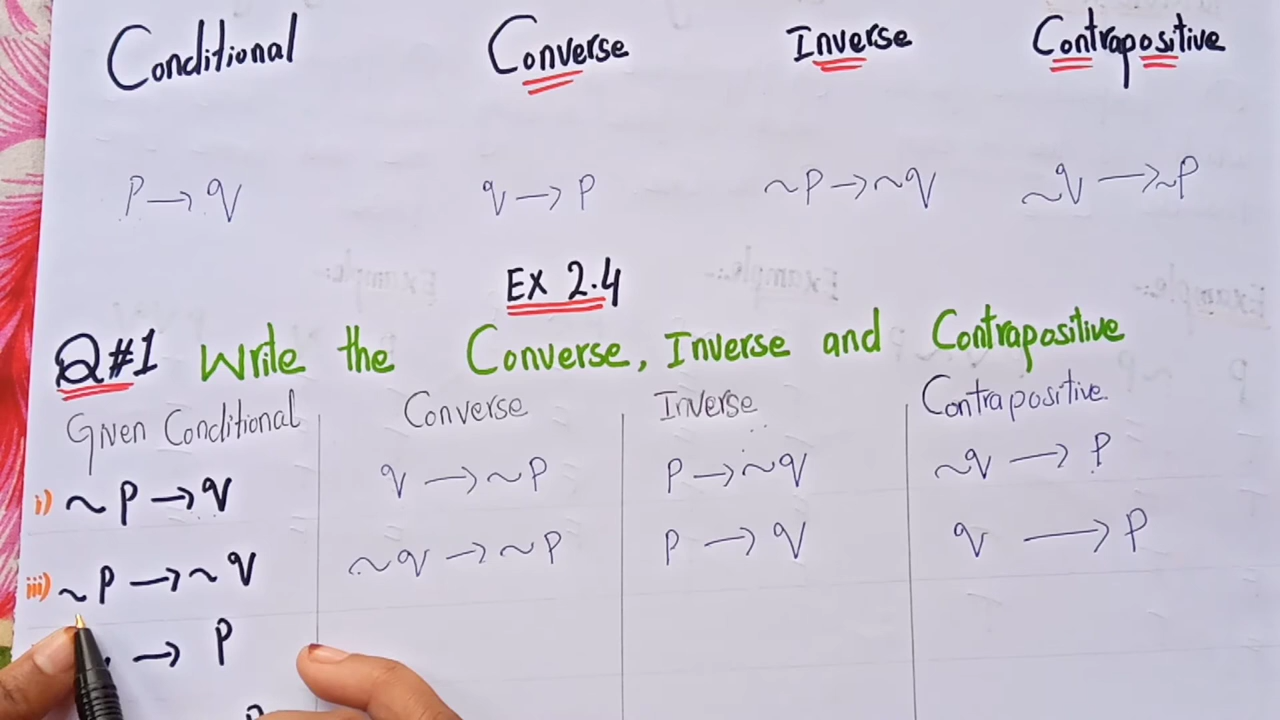 Conditional Converse Inverse Contrapositive
p → q q → p ~p → ~q ~q → ~p
Ex 2.4
Q#1 Write the Converse, Inverse and Contrapositive
Given Conditional Converse Inverse Contrapositive.
i) ~p → q q → ~p p → ~q ~q → p
iii) ~p → ~q ~q → ~p p → q q → p
→ p